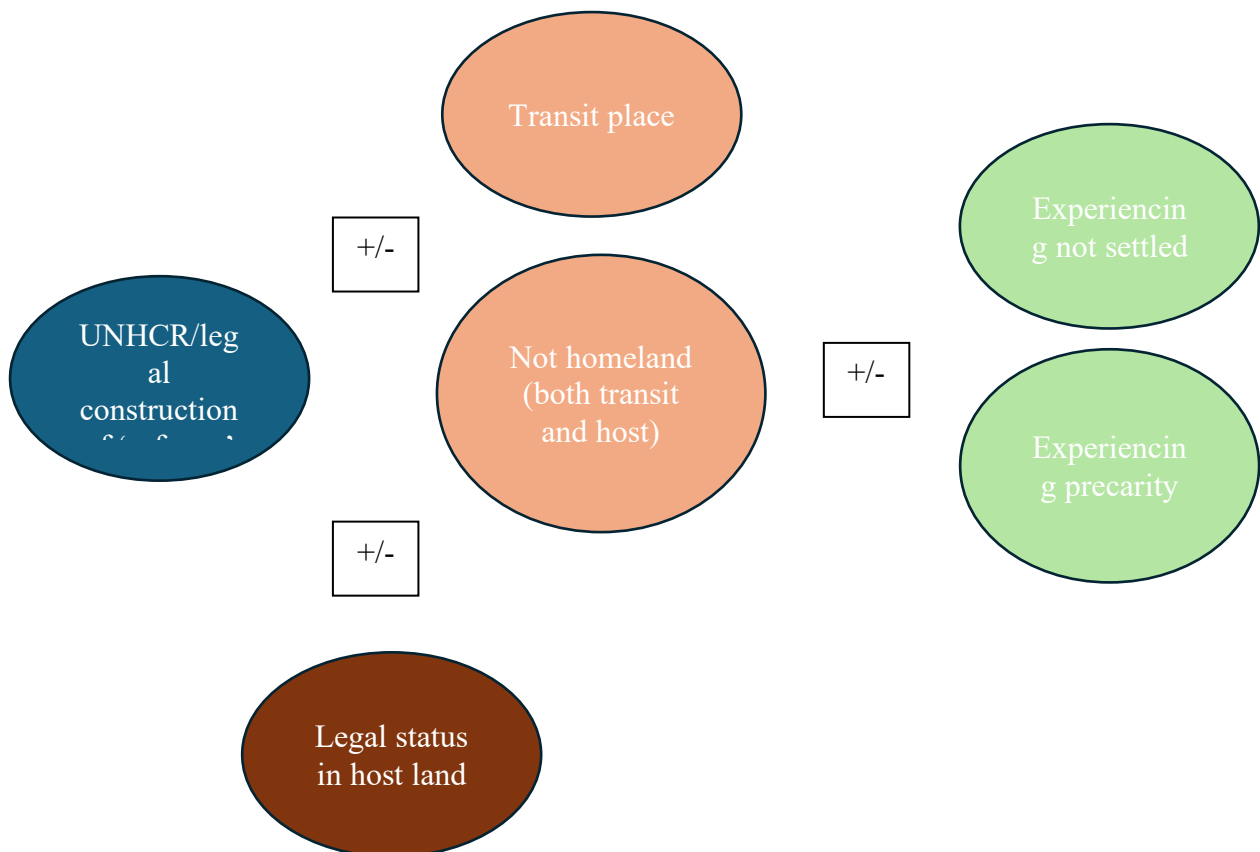 Transit place
+/-
Experiencin
g not settled
UNHCR/leg
al
construction
Not homeland
(both transit
and host)
+/-
Experiencin
g precarity
+/-
Legal status
in host land